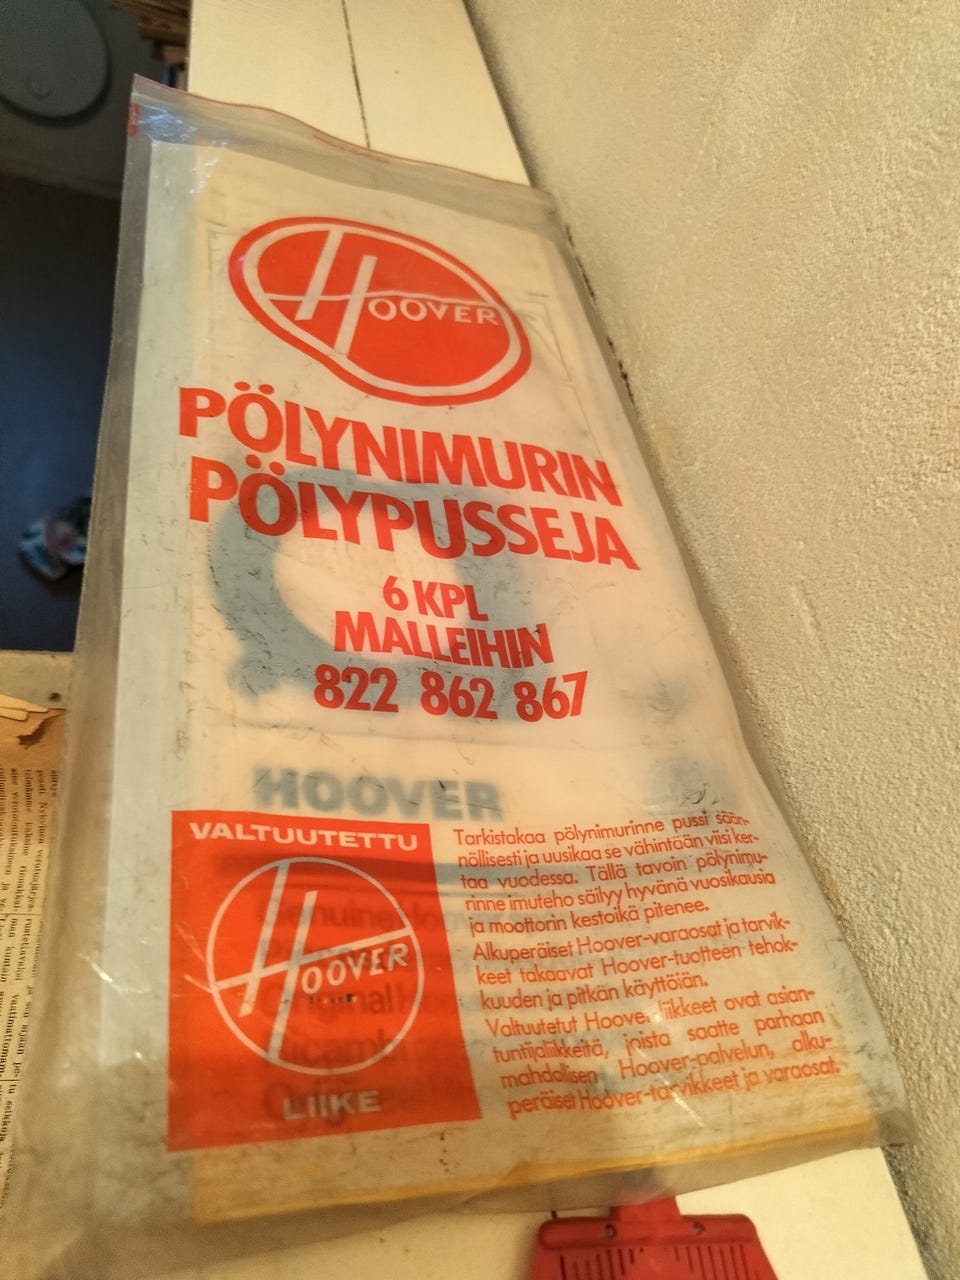 HOOVER
PÖLYNIMURIN
PÖLYPUSSEJA
6 KPL
MALLEIHIN
822 862 867
HOOVER
VALTUUTETTU
HOOVER
LIIKE
Tarkistakaa pölynimurinne pussi sään-
nöllisesti ja uusikaa se vähintään viisi ker-
taa vuodessa. Tällä tavoin pölynimu-
rinne imuteho säilyy hyvänä vuosikausia
ja moottorin kestoikä pitenee.
Alkuperäiset Hoover-varaosat ja tarvik-
keet takaavat Hoover-tuotteen tehok-
kuuden ja pitkän käyttöiän.
Valtuutetut Hoover-liikkeet ovat asian-
tuntijaliikkeitä, joista saatte parhaan
mahdollisen Hoover-palvelun, alku-
peräiset Hoover-tarvikkeet ja varaosat.